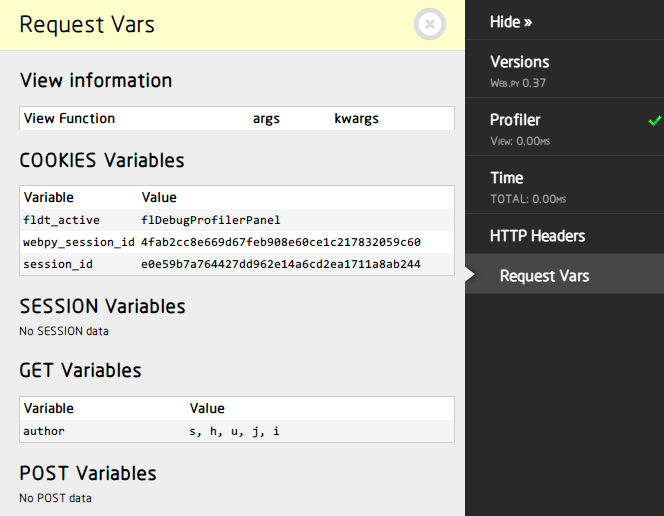 Request Vars
View information
View Function args kwargs
COOKIES Variables
Variable Value
fldt_active flDebugProfilerPanel
webpy_session_id 4fab2cc8e669d67feb908e60ce1c217832059c60
session_id e0e59b7a764427dd962e14a6cd2ea1711a8ab244
SESSION Variables
No SESSION data
GET Variables
Variable Value
author s, h, u, j, i
POST Variables
No POST data
Hide »
Versions
Web.py 0.37
Profiler
View: 0.00ms
Time
TOTAL: 0.00ms
HTTP Headers
Request Vars